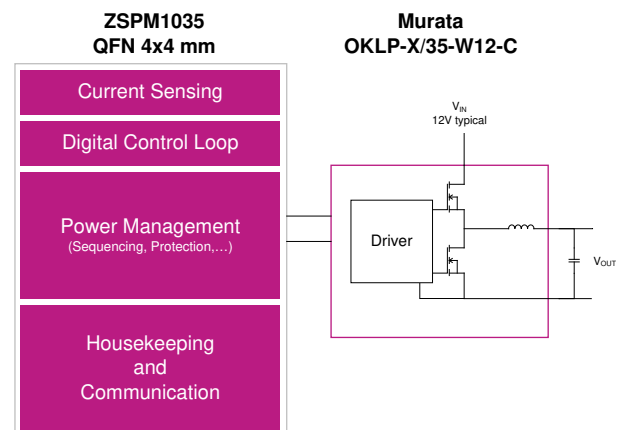 ZSPM1035
QFN 4x4 mm
Murata
OKLP-X/35-W12-C
Current Sensing
Digital Control Loop
Power Management
(Sequencing, Protection,…)
Housekeeping
and
Communication
VIN
12V typical
Driver
VOUT